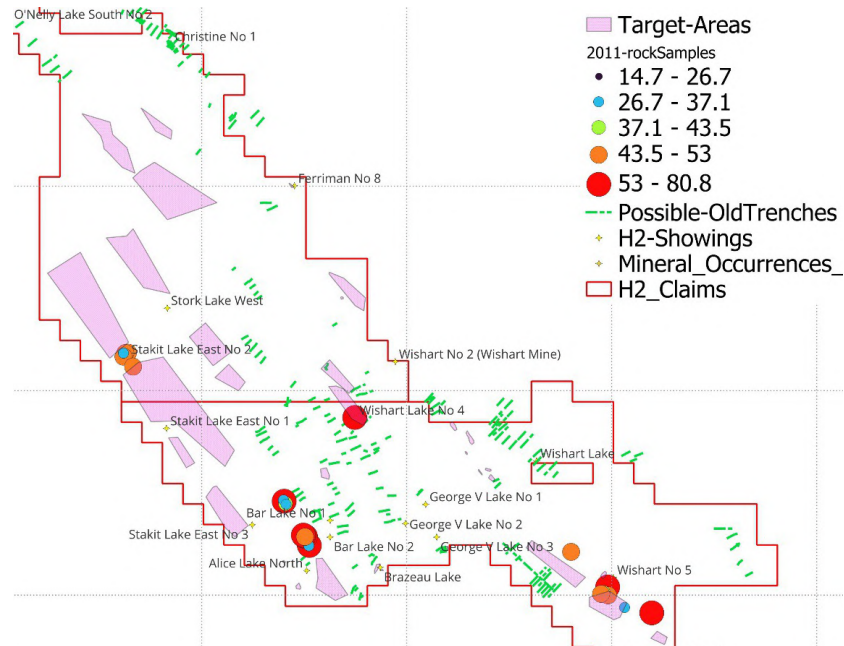 O'Nelly Lake South No 2
Christine No 1
Ferriman No 8
Stork Lake West
Stakit Lake East No 2
Wishart No 2 (Wishart Mine)
Stakit Lake East No 1
Wishart Lake No 4
Wishart Lake
Bar Lake No 1
George V Lake No 1
Stakit Lake East No 3
George V Lake No 2
Bar Lake No 2
George V Lake No 3
Alice Lake North
Brazeau Lake
Wishart No 5
Target-Areas
2011-rockSamples
14.7 - 26.7
26.7 - 37.1
37.1 - 43.5
43.5 - 53
53 - 80.8
Possible-OldTrenches
H2-Showings
Mineral_Occurrences_
H2_Claims